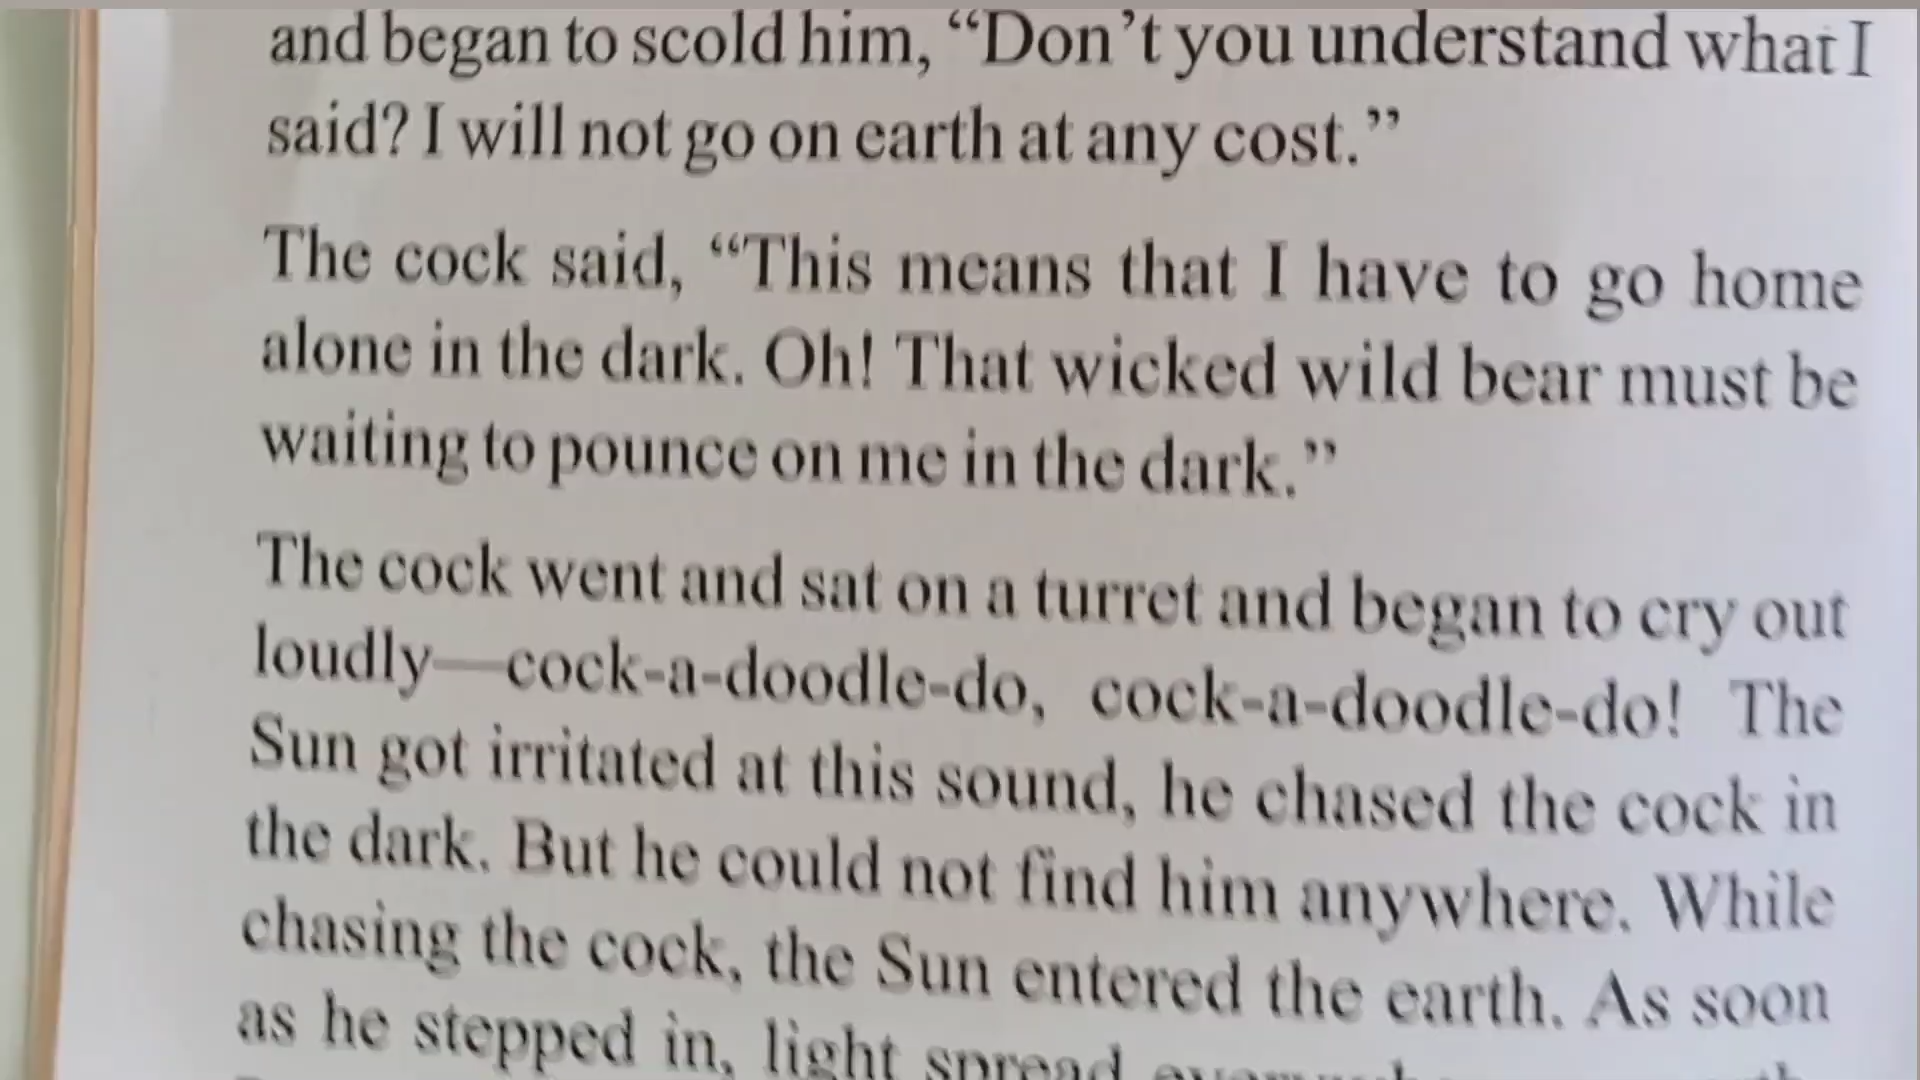 and began to scold him, “Don’t you understand what I
said? I will not go on earth at any cost.”
The cock said, “This means that I have to go home
alone in the dark. Oh! That wicked wild bear must be
waiting to pounce on me in the dark.”
The cock went and sat on a turret and began to cry out
loudly—cock-a-doodle-do, cock-a-doodle-do! The
Sun got irritated at this sound, he chased the cock in
the dark. But he could not find him anywhere. While
chasing the cock, the Sun entered the earth. As soon
as he stepped in, light spread